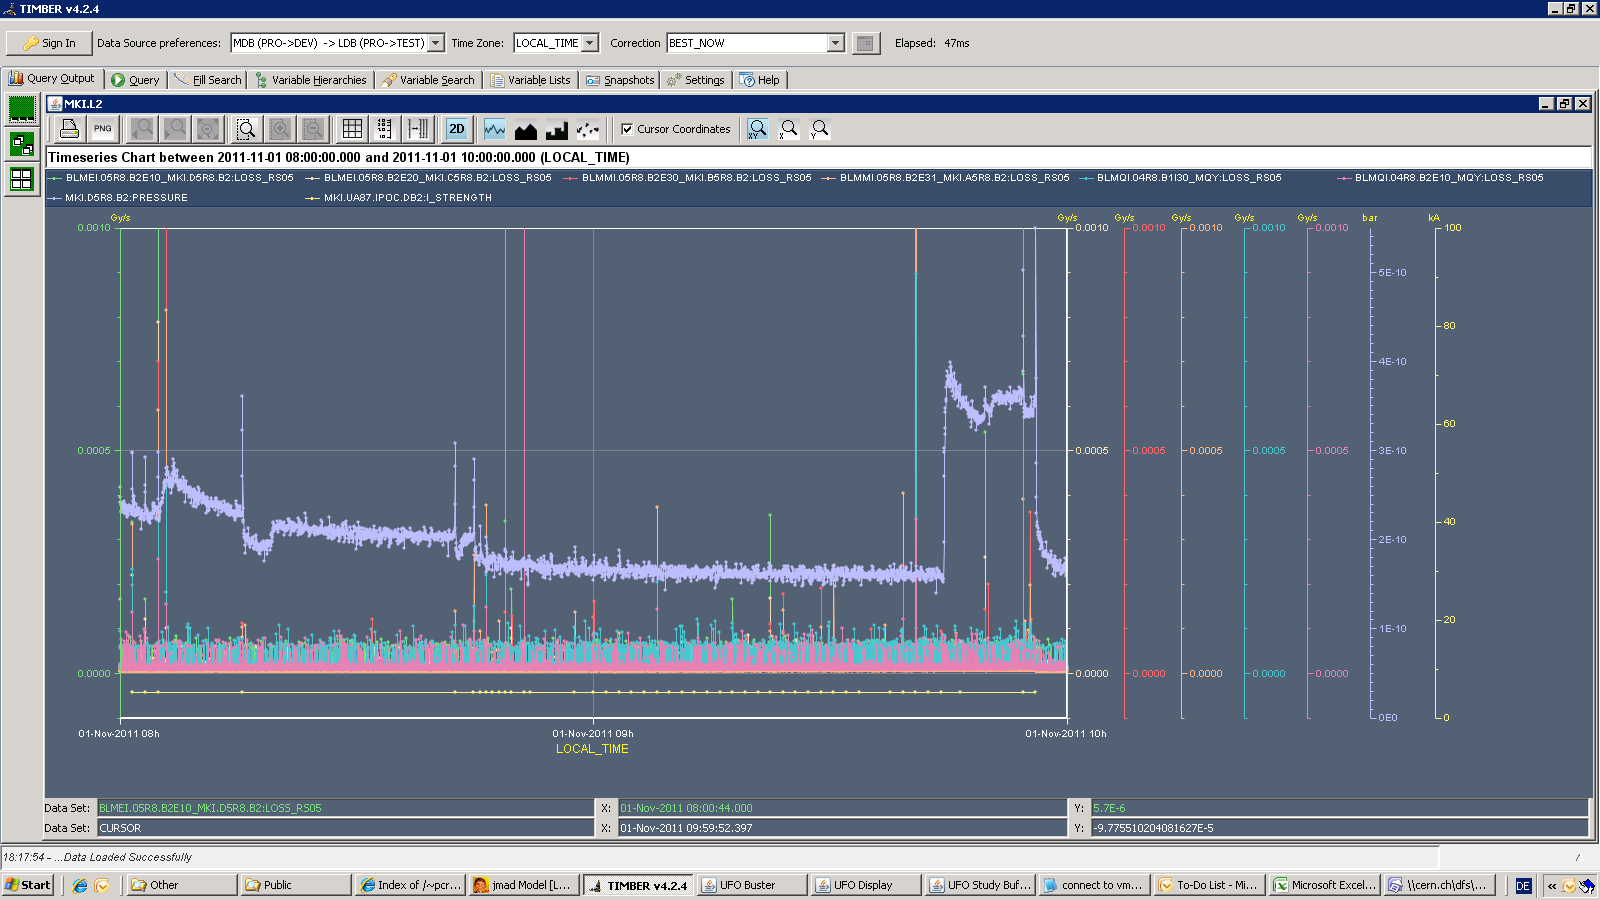 TIMBER v4.2.4
Sign In Data Source preferences: MDB (PRO->DEV) -> LDB (PRO->TEST) Time Zone: LOCAL_TIME Correction BEST_NOW Elapsed: 47ms
Query Output Query Fill Search Variable Hierarchies Variable Search Variable Lists Snapshots Settings Help
MKI.L2
PNG 2D Cursor Coordinates XY X Y
Timeseries Chart between 2011-11-01 08:00:00.000 and 2011-11-01 10:00:00.000 (LOCAL_TIME)
BLMEI.05R8.B2E10_MKI.D5R8.B2:LOSS_RS05 BLMEI.05R8.B2E20_MKI.C5R8.B2:LOSS_RS05 BLMMI.05R8.B2E30_MKI.B5R8.B2:LOSS_RS05 BLMMI.05R8.B2E31_MKI.A5R8.B2:LOSS_RS05 BLMQI.04R8.B1I30_MQY:LOSS_RS05 BLMQI.04R8.B2E10_MQY:LOSS_RS05
MKI.D5R8.B2:PRESSURE MKI.UA87.IPOC.DB2:I_STRENGTH
Gy/s Gy/s Gy/s Gy/s Gy/s Gy/s bar kA
0.0010 0.0010 0.0010 0.0010 0.0010 0.0010 100
5E-10
80
4E-10
60
0.0005 0.0005 0.0005 0.0005 0.0005 0.0005 3E-10
40
2E-10
1E-10
20
0.0000 0.0000 0.0000 0.0000 0.0000 0.0000
0E0 0
01-Nov-2011 08h 01-Nov-2011 09h 01-Nov-2011 10h
LOCAL_TIME
Data Set: BLMEI.05R8.B2E10_MKI.D5R8.B2:LOSS_RS05 X: 01-Nov-2011 08:00:44.000 Y: 5.7E-6
Data Set: CURSOR X: 01-Nov-2011 09:59:52.397 Y: -9.775510204081627E-5
18:17:54 - ...Data Loaded Successfully /
Start Other Public Index of /~pcr... jmad Model [L... TIMBER v4.2.4 UFO Buster UFO Display UFO Study Buf... connect to vm... To-Do List - Mi... Microsoft Excel... \\cern.ch\dfs\... DE «